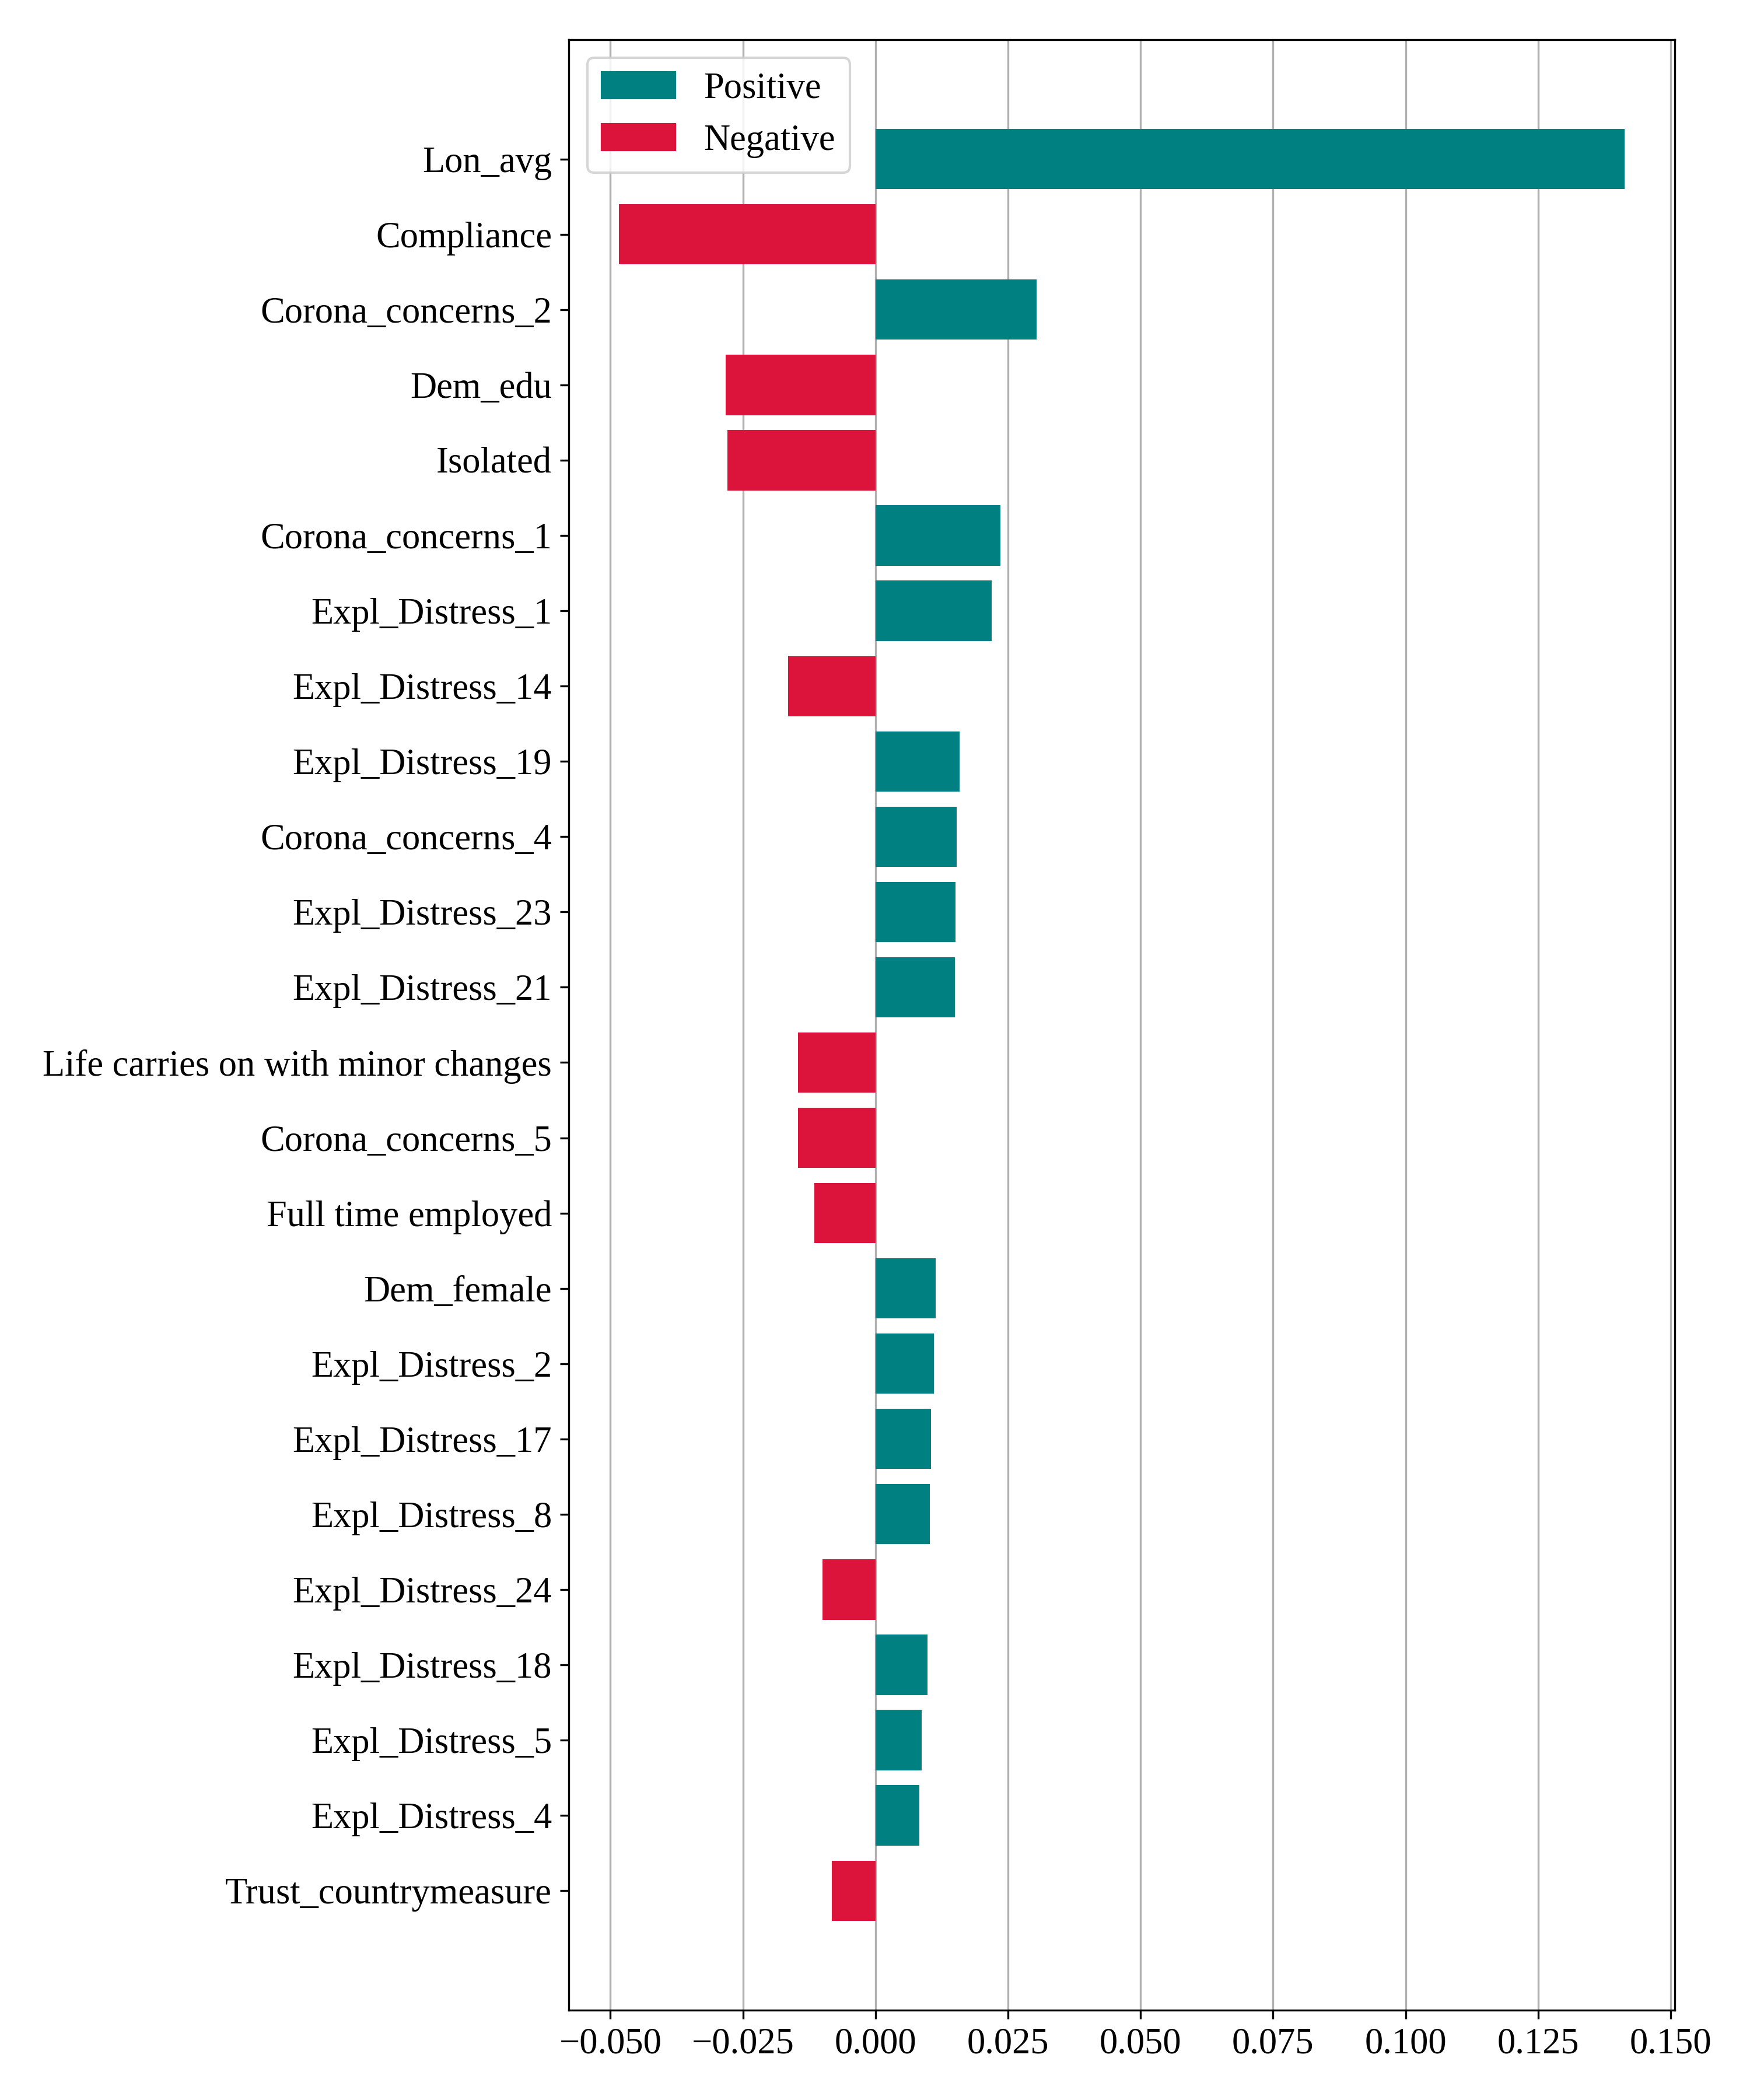 Positive
Negative
Lon_avg
Compliance
Corona_concerns_2
Dem_edu
Isolated
Corona_concerns_1
Expl_Distress_1
Expl_Distress_14
Expl_Distress_19
Corona_concerns_4
Expl_Distress_23
Expl_Distress_21
Life carries on with minor changes
Corona_concerns_5
Full time employed
Dem_female
Expl_Distress_2
Expl_Distress_17
Expl_Distress_8
Expl_Distress_24
Expl_Distress_18
Expl_Distress_5
Expl_Distress_4
Trust_countrymeasure
−0.050 −0.025 0.000 0.025 0.050 0.075 0.100 0.125 0.150